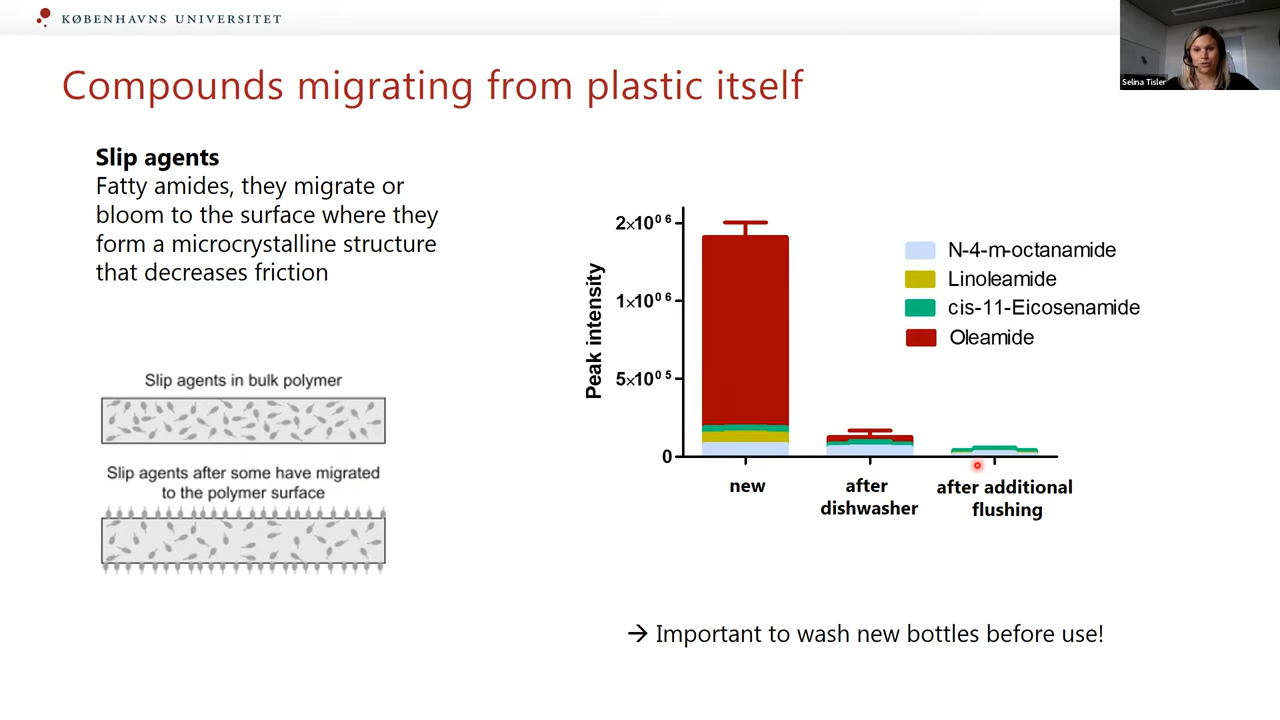 KØBENHAVNS UNIVERSITET
Selina Tisler
Compounds migrating from plastic itself
Slip agents
Fatty amides, they migrate or
bloom to the surface where they
form a microcrystalline structure
that decreases friction
Slip agents in bulk polymer
Slip agents after some have migrated
to the polymer surface
Peak intensity
2×10⁰⁶
1×10⁰⁶
5×10⁰⁵
0
new
after
dishwasher
after additional
flushing
N-4-m-octanamide
Linoleamide
cis-11-Eicosenamide
Oleamide
→ Important to wash new bottles before use!